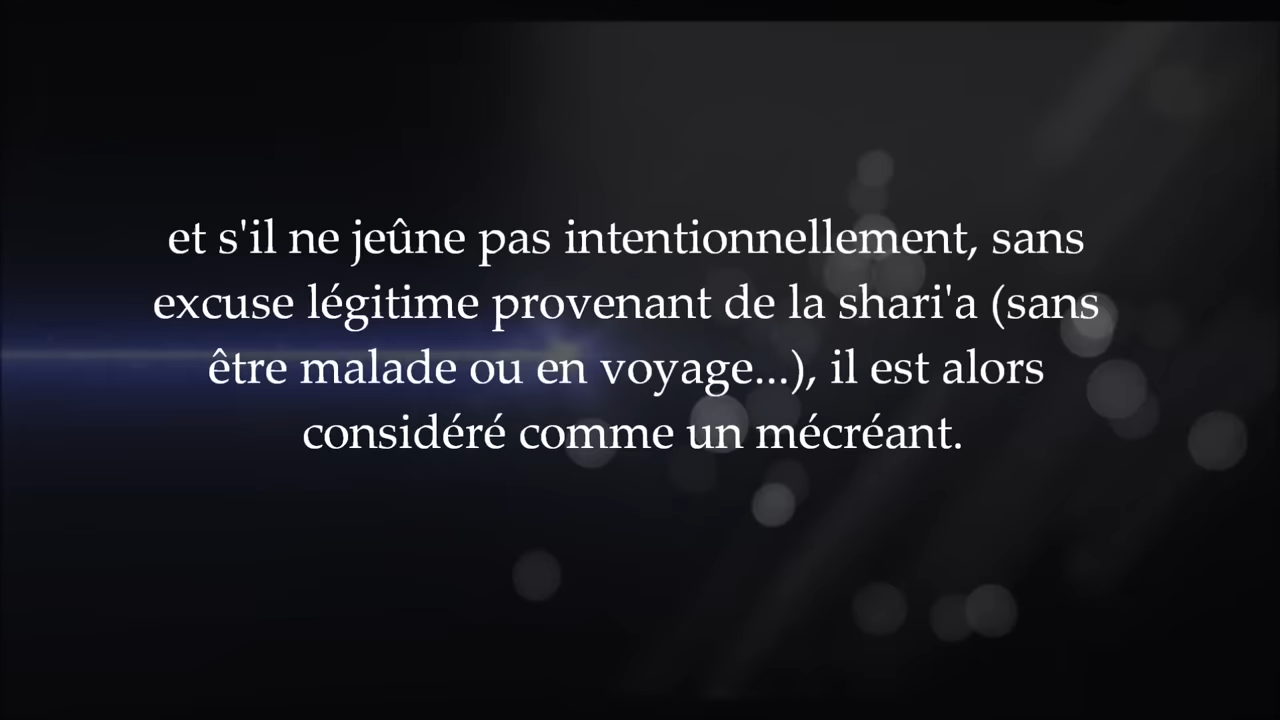 et s'il ne jeûne pas intentionnellement, sans
excuse légitime provenant de la shari'a (sans
être malade ou en voyage...), il est alors
considéré comme un mécréant.